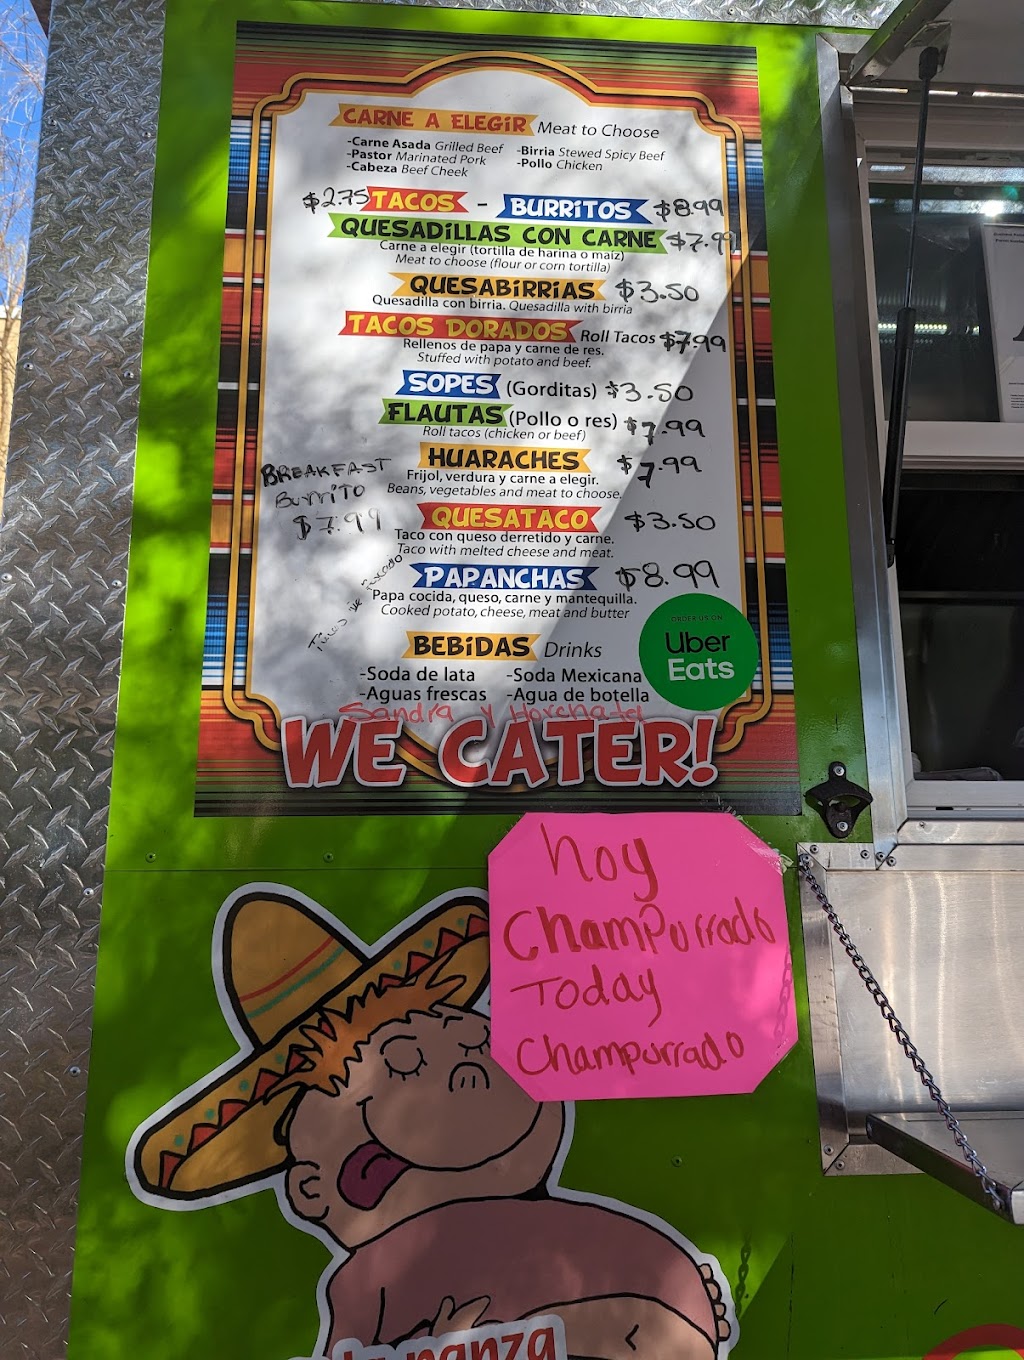 CARNE A ELEGIR Meat to Choose
-Carne Asada Grilled Beef -Birria Stewed Spicy Beef
-Pastor Marinated Pork -Pollo Chicken
-Cabeza Beef Cheek
$2.75 TACOS - BURRITOS $8.99
QUESADILLAS CON CARNE $7.99
Carne a elegir (tortilla de harina o maíz)
Meat to choose (flour or corn tortilla)
QUESABIRRIAS $3.50
Quesadilla con birria. Quesadilla with birria
TACOS DORADOS Roll Tacos $7.99
Rellenos de papa y carne de res.
Stuffed with potato and beef.
SOPES (Gorditas) $3.50
FLAUTAS (Pollo o res) $7.99
Roll tacos (chicken or beef)
HUARACHES $7.99
Frijol, verdura y carne a elegir.
Beans, vegetables and meat to choose.
BREAKFAST
BurriTO
$7.99
QUESATACO $3.50
Taco con queso derretido y carne.
Taco with melted cheese and meat.
PAPANCHAS $8.99
Papa cocida, queso, carne y mantequilla.
Cooked potato, cheese, meat and butter
Tacos de Pescado
BEBIDAS Drinks
-Soda de lata -Soda Mexicana
-Aguas frescas -Agua de botella
ORDER US ON
Uber
Eats
Sandra y Horchata
WE CATER!
hoy
ChamPurrado
Today
Champurrado
panza